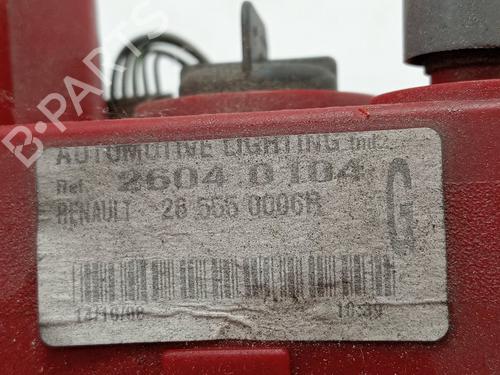 B-PARTS
AUTOMOTIVE LIGHTING
Ref. 2604 0104
RENAULT 26 555 0006R
G
10:39